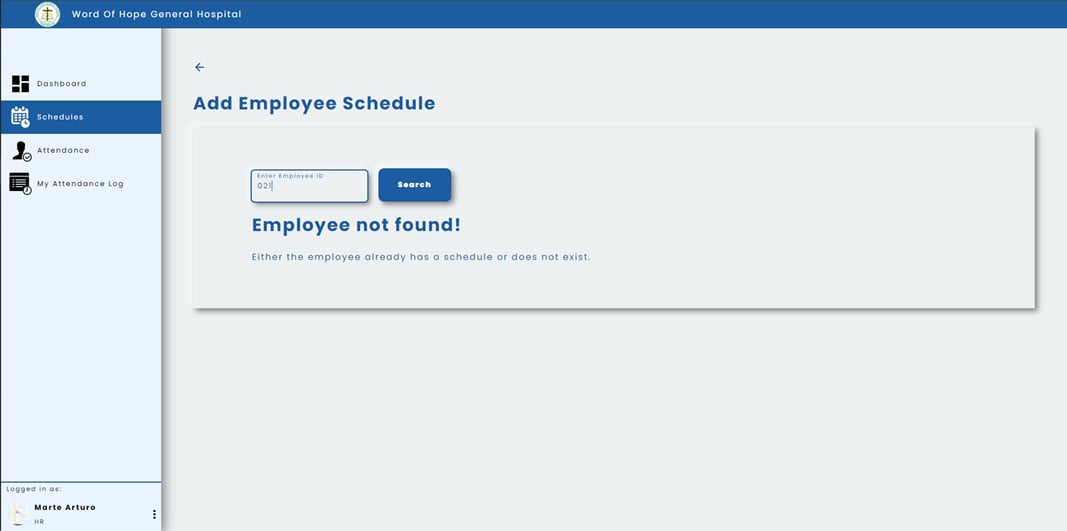 Word Of Hope General Hospital
Dashboard
Schedules
Attendance
My Attendance Log
Add Employee Schedule
Enter Employee ID
021
Search
Employee not found!
Either the employee already has a schedule or does not exist.
Logged in as:
Marte Arturo
HR